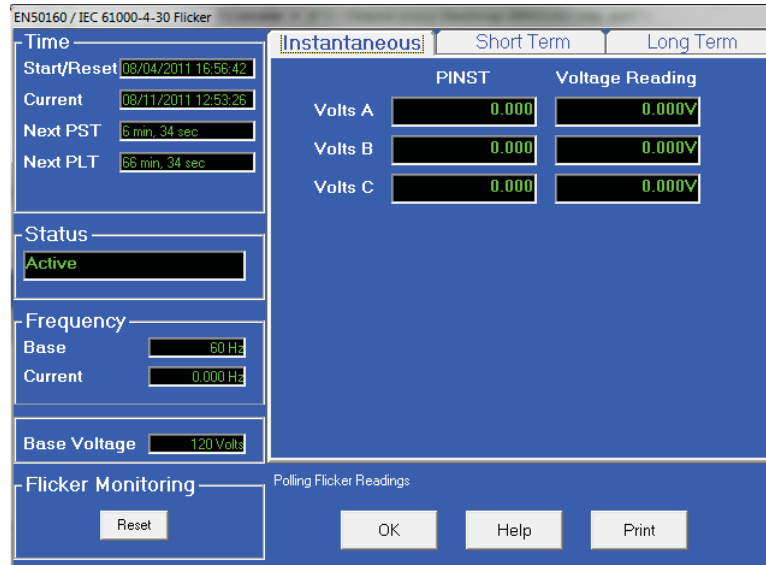 EN50160 / IEC 61000-4-30 Flicker
Time
Start/Reset 08/04/2011 16:56:42
Current 08/11/2011 12:53:26
Next PST 6 min, 34 sec
Next PLT 66 min, 34 sec
Status
Active
Frequency
Base 60 Hz
Current 0.000 Hz
Base Voltage 120 Volts
Flicker Monitoring
Reset
Instantaneous Short Term Long Term
PINST Voltage Reading
Volts A 0.000 0.000V
Volts B 0.000 0.000V
Volts C 0.000 0.000V
Polling Flicker Readings
OK Help Print